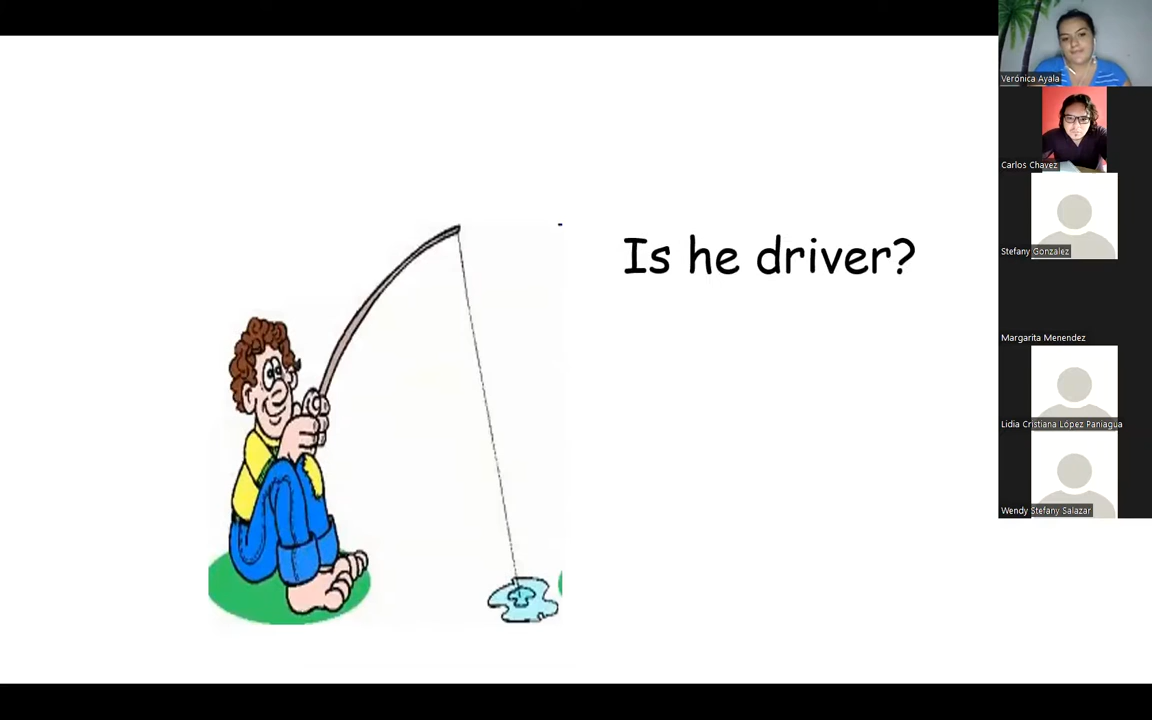 Is he driver?
Verónica Ayala
Carlos Chavez
Stefany Gonzalez
Margarita Menendez
Lidia Cristiana López Paniagua
Wendy Stefany Salazar